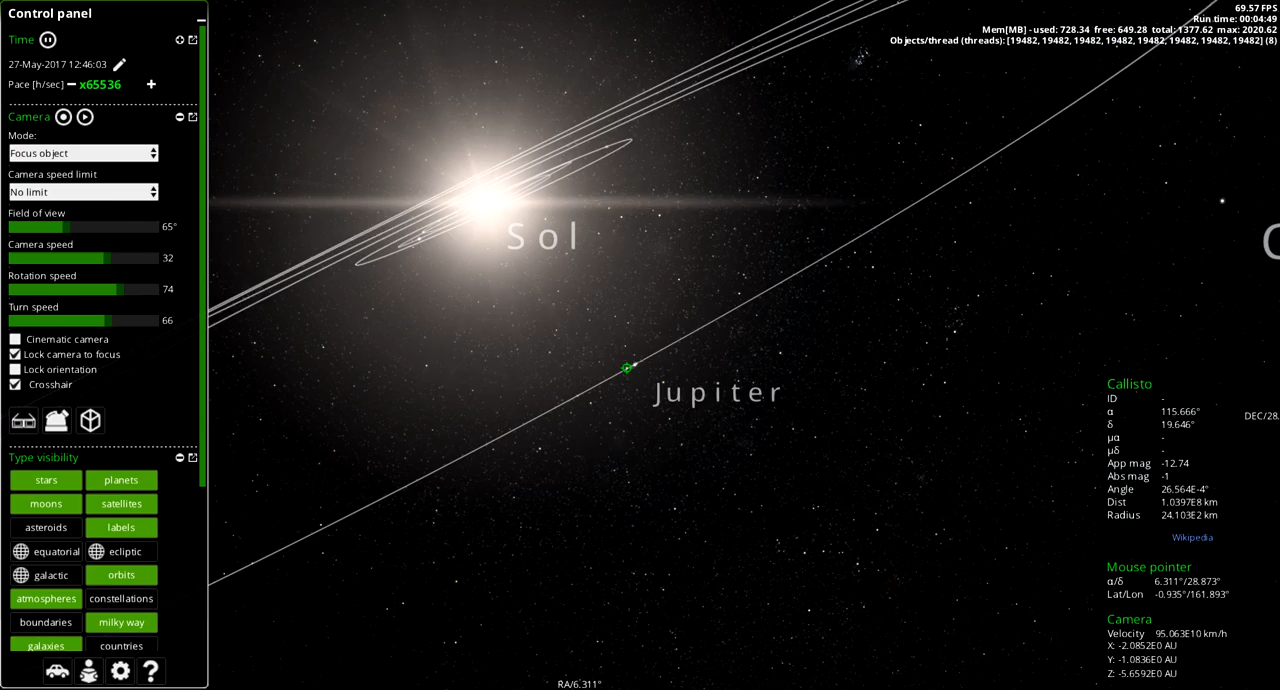 Control panel
Time
27-May-2017 12:46:03
Pace [h/sec] x65536
Camera
Mode:
Focus object
Camera speed limit
No limit
Field of view
65°
Camera speed
32
Rotation speed
74
Turn speed
66
Cinematic camera
Lock camera to focus
Lock orientation
Crosshair
Type visibility
stars planets
moons satellites
asteroids labels
equatorial ecliptic
galactic orbits
atmospheres constellations
boundaries milky way
galaxies countries
69.57 FPS
Run time: 00:04:49
Mem[MB] - used: 728.34 free: 649.28 total: 1377.62 max: 2020.62
Objects/thread (threads): [19482, 19482, 19482, 19482, 19482, 19482, 19482, 19482] (8)
Sol
C
Jupiter
Callisto
ID -
α 115.666°
δ 19.646°
μα -
μδ -
App mag -12.74
Abs mag -1
Angle 26.564E-4°
Dist 1.0397E8 km
Radius 24.103E2 km
Wikipedia
DEC/28.
Mouse pointer
α/δ 6.311°/28.873°
Lat/Lon -0.935°/161.893°
Camera
Velocity 95.063E10 km/h
X: -2.0852E0 AU
Y: -1.0836E0 AU
Z: -5.6592E0 AU
RA/6.311°